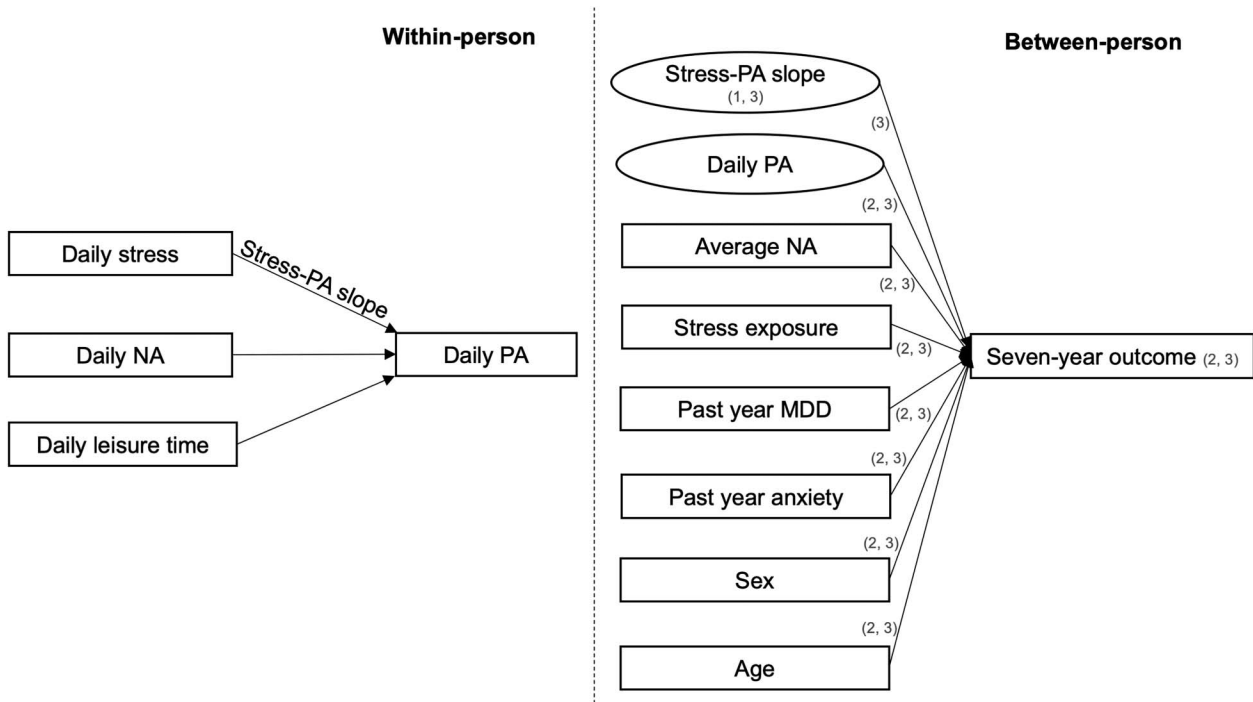 Within-person
Daily stress
Stress-PA slope
Daily NA
Daily PA
Daily leisure time
Between-person
Stress-PA slope
(1, 3)
(3)
Daily PA
(2, 3)
Average NA
(2, 3)
Stress exposure
(2, 3)
Seven-year outcome (2, 3)
Past year MDD
(2, 3)
(2, 3)
Past year anxiety
(2, 3)
Sex
(2, 3)
Age